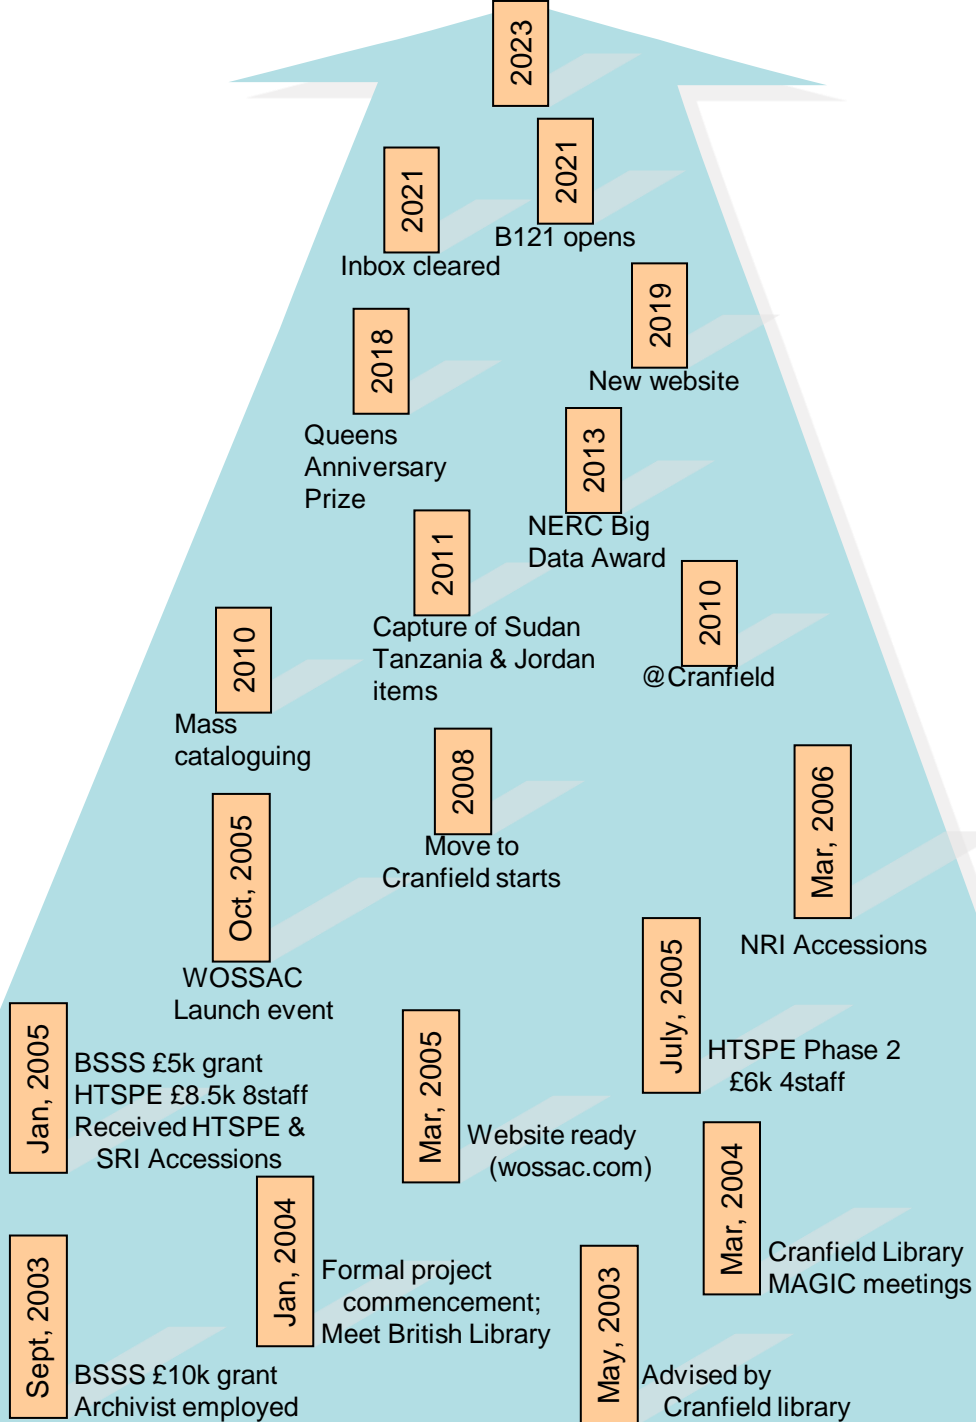 2023
2021
B121 opens
2021
Inbox cleared
2019
New website
2018
Queens
Anniversary
Prize
2013
NERC Big
Data Award
2011
Capture of Sudan
Tanzania & Jordan
items
2010
@Cranfield
2010
Mass
cataloguing
2008
Move to
Cranfield starts
Mar, 2006
NRI Accessions
Oct, 2005
WOSSAC
Launch event
July, 2005
HTSPE Phase 2
£6k 4staff
Jan, 2005
BSSS £5k grant
HTSPE £8.5k 8staff
Received HTSPE &
SRI Accessions
Mar, 2005
Website ready
(wossac.com)
Mar, 2004
Cranfield Library
MAGIC meetings
Jan, 2004
Formal project
commencement;
Meet British Library
Sept, 2003
BSSS £10k grant
Archivist employed
May, 2003
Advised by
Cranfield library